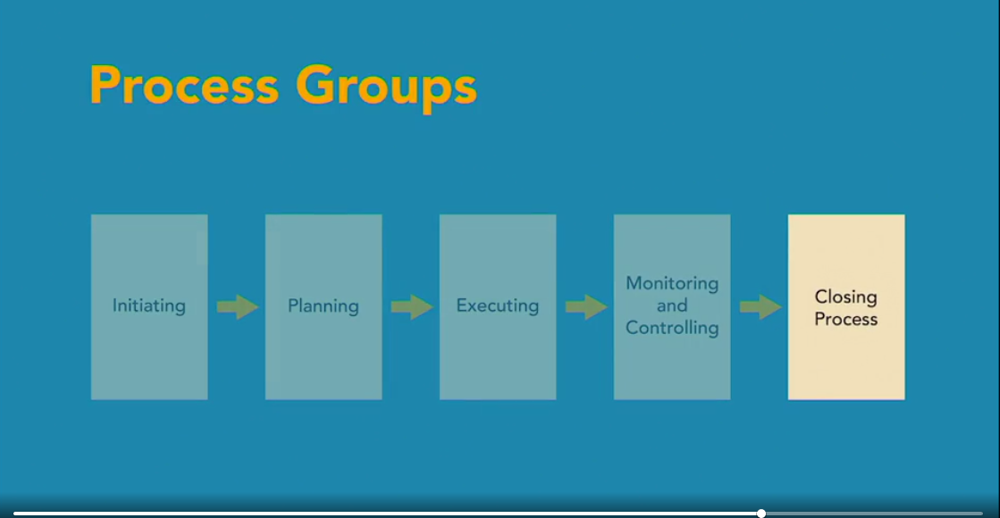 Process Groups
Initiating
Planning
Executing
Monitoring
and
Controlling
Closing
Process